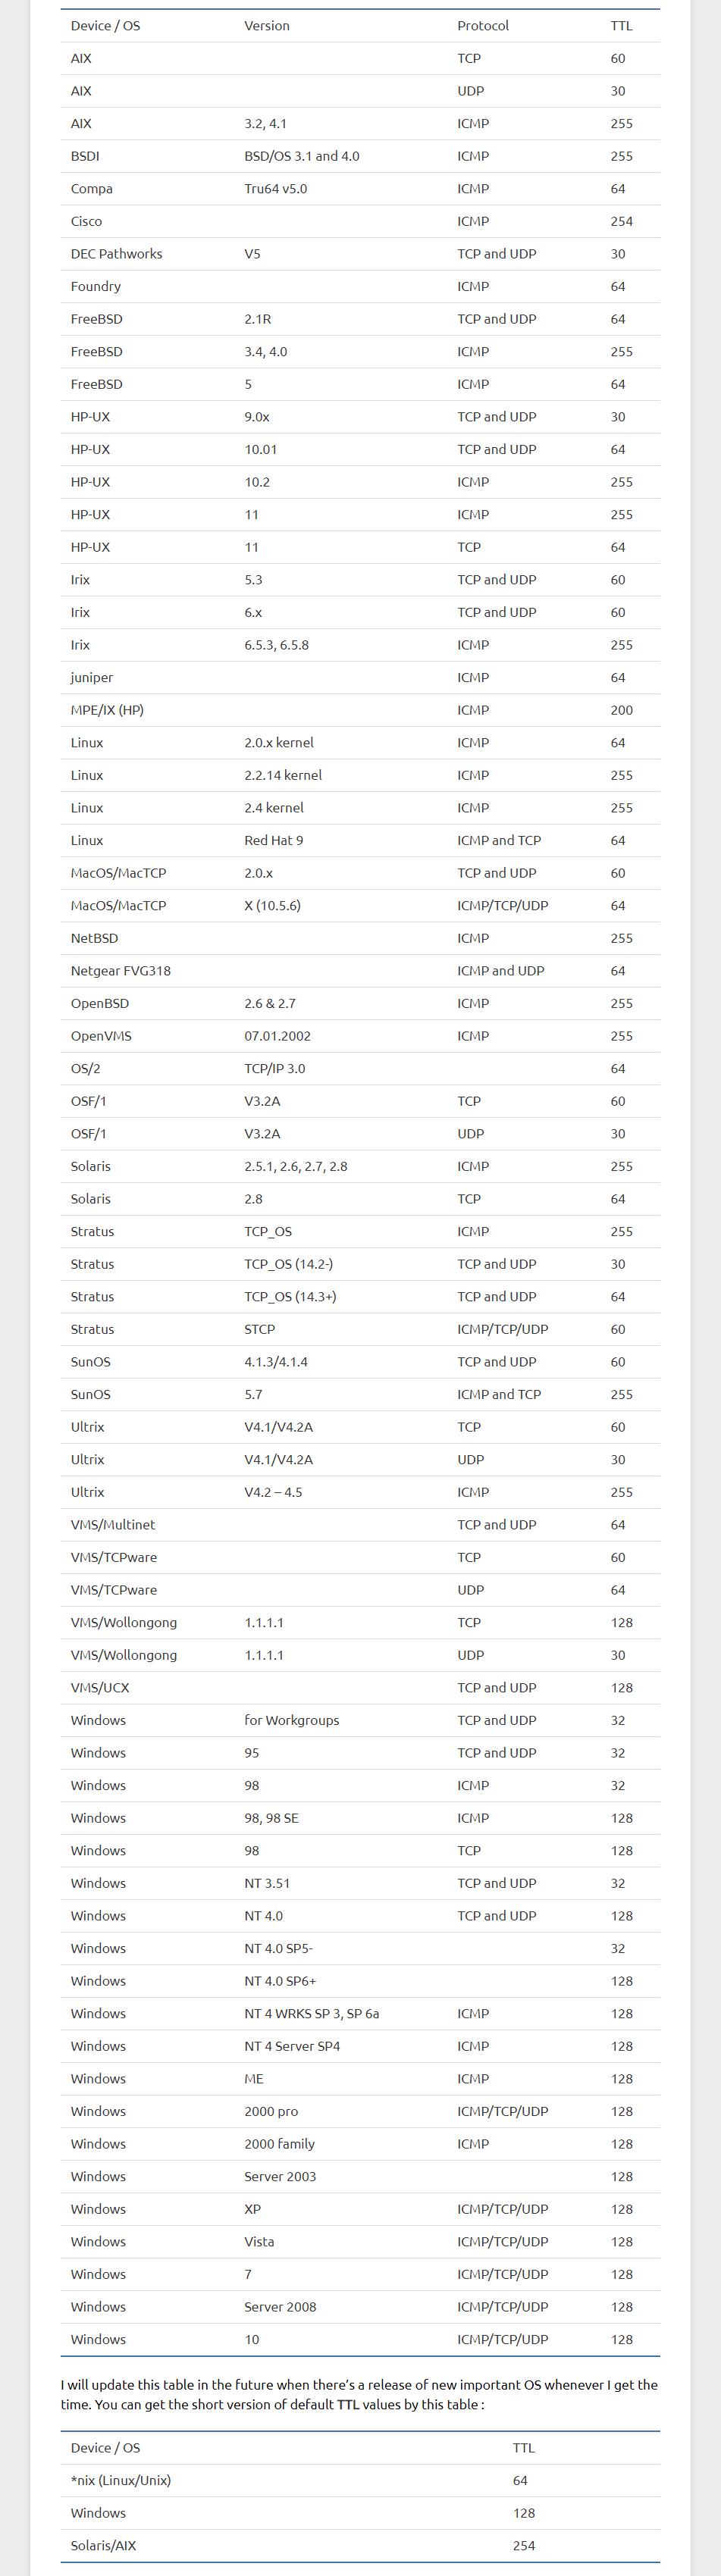 Device / OS Version Protocol TTL
AIX TCP 60
AIX UDP 30
AIX 3.2, 4.1 ICMP 255
BSDI BSD/OS 3.1 and 4.0 ICMP 255
Compa Tru64 v5.0 ICMP 64
Cisco ICMP 254
DEC Pathworks V5 TCP and UDP 30
Foundry ICMP 64
FreeBSD 2.1R TCP and UDP 64
FreeBSD 3.4, 4.0 ICMP 255
FreeBSD 5 ICMP 64
HP-UX 9.0x TCP and UDP 30
HP-UX 10.01 TCP and UDP 64
HP-UX 10.2 ICMP 255
HP-UX 11 ICMP 255
HP-UX 11 TCP 64
Irix 5.3 TCP and UDP 60
Irix 6.x TCP and UDP 60
Irix 6.5.3, 6.5.8 ICMP 255
juniper ICMP 64
MPE/IX (HP) ICMP 200
Linux 2.0.x kernel ICMP 64
Linux 2.2.14 kernel ICMP 255
Linux 2.4 kernel ICMP 255
Linux Red Hat 9 ICMP and TCP 64
MacOS/MacTCP 2.0.x TCP and UDP 60
MacOS/MacTCP X (10.5.6) ICMP/TCP/UDP 64
NetBSD ICMP 255
Netgear FVG318 ICMP and UDP 64
OpenBSD 2.6 & 2.7 ICMP 255
OpenVMS 07.01.2002 ICMP 255
OS/2 TCP/IP 3.0 64
OSF/1 V3.2A TCP 60
OSF/1 V3.2A UDP 30
Solaris 2.5.1, 2.6, 2.7, 2.8 ICMP 255
Solaris 2.8 TCP 64
Stratus TCP_OS ICMP 255
Stratus TCP_OS (14.2-) TCP and UDP 30
Stratus TCP_OS (14.3+) TCP and UDP 64
Stratus STCP ICMP/TCP/UDP 60
SunOS 4.1.3/4.1.4 TCP and UDP 60
SunOS 5.7 ICMP and TCP 255
Ultrix V4.1/V4.2A TCP 60
Ultrix V4.1/V4.2A UDP 30
Ultrix V4.2 – 4.5 ICMP 255
VMS/Multinet TCP and UDP 64
VMS/TCPware TCP 60
VMS/TCPware UDP 64
VMS/Wollongong 1.1.1.1 TCP 128
VMS/Wollongong 1.1.1.1 UDP 30
VMS/UCX TCP and UDP 128
Windows for Workgroups TCP and UDP 32
Windows 95 TCP and UDP 32
Windows 98 ICMP 32
Windows 98, 98 SE ICMP 128
Windows 98 TCP 128
Windows NT 3.51 TCP and UDP 32
Windows NT 4.0 TCP and UDP 128
Windows NT 4.0 SP5- 32
Windows NT 4.0 SP6+ 128
Windows NT 4 WRKS SP 3, SP 6a ICMP 128
Windows NT 4 Server SP4 ICMP 128
Windows ME ICMP 128
Windows 2000 pro ICMP/TCP/UDP 128
Windows 2000 family ICMP 128
Windows Server 2003 128
Windows XP ICMP/TCP/UDP 128
Windows Vista ICMP/TCP/UDP 128
Windows 7 ICMP/TCP/UDP 128
Windows Server 2008 ICMP/TCP/UDP 128
Windows 10 ICMP/TCP/UDP 128
I will update this table in the future when there’s a release of new important OS whenever I get the
time. You can get the short version of default TTL values by this table :
Device / OS TTL
*nix (Linux/Unix) 64
Windows 128
Solaris/AIX 254